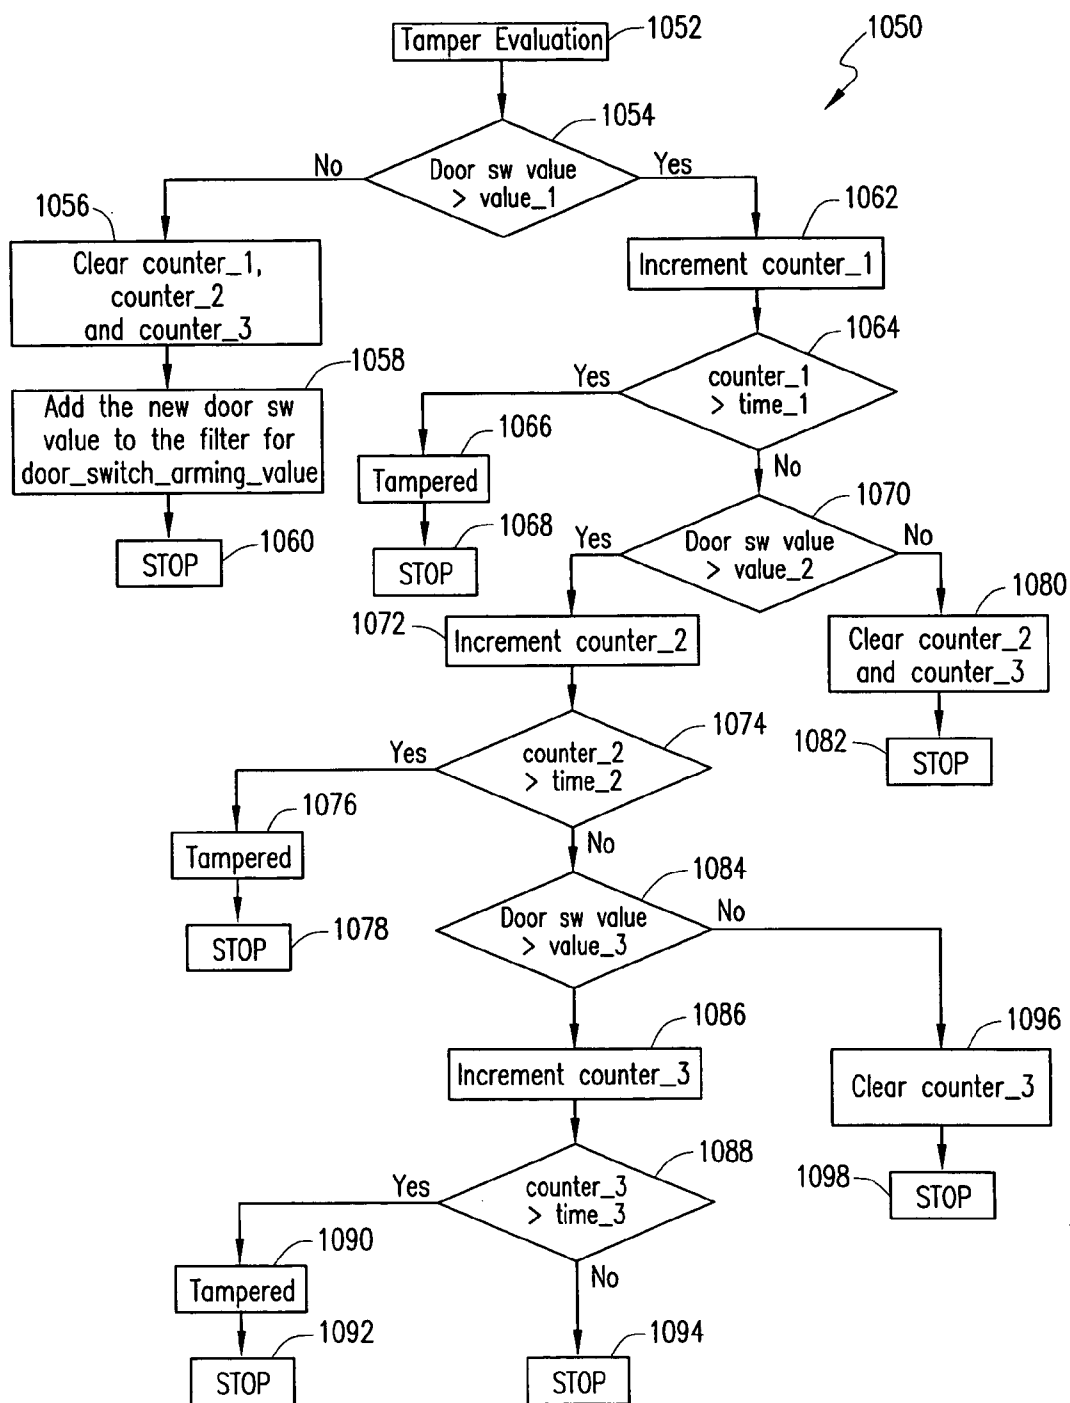 Tamper Evaluation
1052
1050
1054
Door sw value
> value_1
No
Yes
1056
Clear counter_1,
counter_2
and counter_3
1062
Increment counter_1
1064
counter_1
> time_1
Yes
No
1058
Add the new door sw
value to the filter for
door_switch_arming_value
1066
Tampered
1060
STOP
1068
STOP
1070
Door sw value
> value_2
Yes
No
1072
Increment counter_2
1080
Clear counter_2
and counter_3
1074
counter_2
> time_2
Yes
No
1082
STOP
1076
Tampered
1078
STOP
1084
Door sw value
> value_3
No
1086
Increment counter_3
1096
Clear counter_3
1088
counter_3
> time_3
Yes
No
1098
STOP
1090
Tampered
1092
STOP
1094
STOP